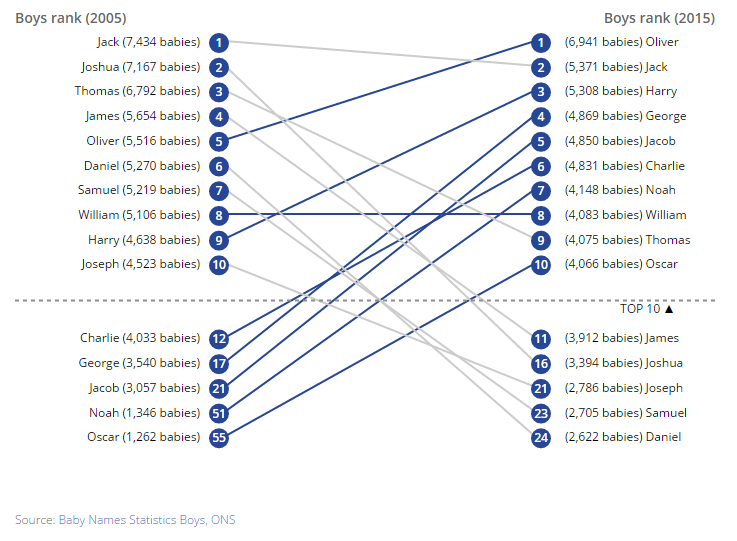 Boys rank (2005) Boys rank (2015)
Jack (7,434 babies) 1 1 (6,941 babies) Oliver
Joshua (7,167 babies) 2 2 (5,371 babies) Jack
Thomas (6,792 babies) 3 3 (5,308 babies) Harry
James (5,654 babies) 4 4 (4,869 babies) George
Oliver (5,516 babies) 5 5 (4,850 babies) Jacob
Daniel (5,270 babies) 6 6 (4,831 babies) Charlie
Samuel (5,219 babies) 7 7 (4,148 babies) Noah
William (5,106 babies) 8 8 (4,083 babies) William
Harry (4,638 babies) 9 9 (4,075 babies) Thomas
Joseph (4,523 babies) 10 10 (4,066 babies) Oscar
TOP 10 ▲
Charlie (4,033 babies) 12 11 (3,912 babies) James
George (3,540 babies) 17 16 (3,394 babies) Joshua
Jacob (3,057 babies) 21 21 (2,786 babies) Joseph
Noah (1,346 babies) 51 23 (2,705 babies) Samuel
Oscar (1,262 babies) 55 24 (2,622 babies) Daniel
Source: Baby Names Statistics Boys, ONS